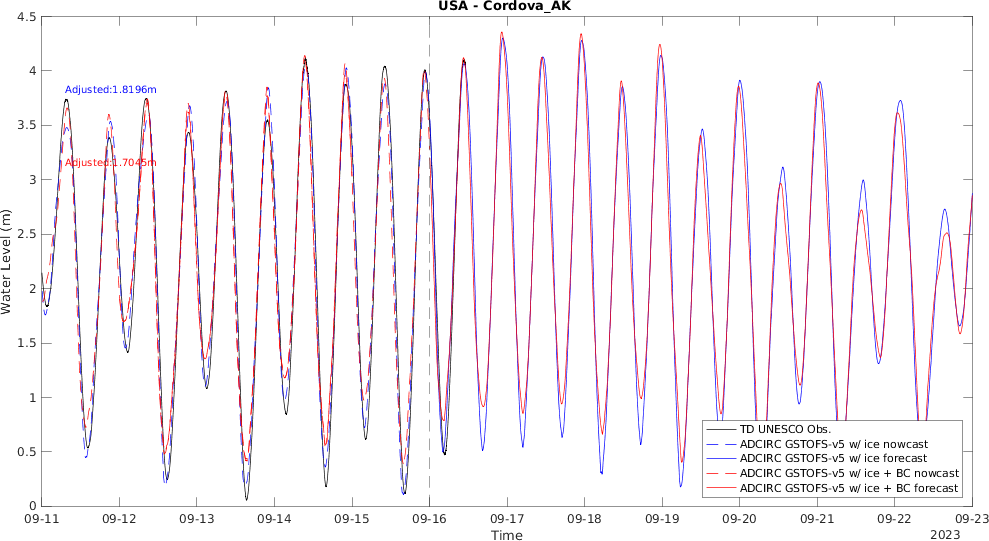 USA - Cordova_AK
4.5
4
3.5
3
2.5
2
1.5
1
0.5
0
Water Level (m)
Adjusted:1.8196m
Adjusted:1.7045m
TD UNESCO Obs.
ADCIRC GSTOFS-v5 w/ ice nowcast
ADCIRC GSTOFS-v5 w/ ice forecast
ADCIRC GSTOFS-v5 w/ ice + BC nowcast
ADCIRC GSTOFS-v5 w/ ice + BC forecast
09-11 09-12 09-13 09-14 09-15 09-16 09-17 09-18 09-19 09-20 09-21 09-22 09-23
Time
2023